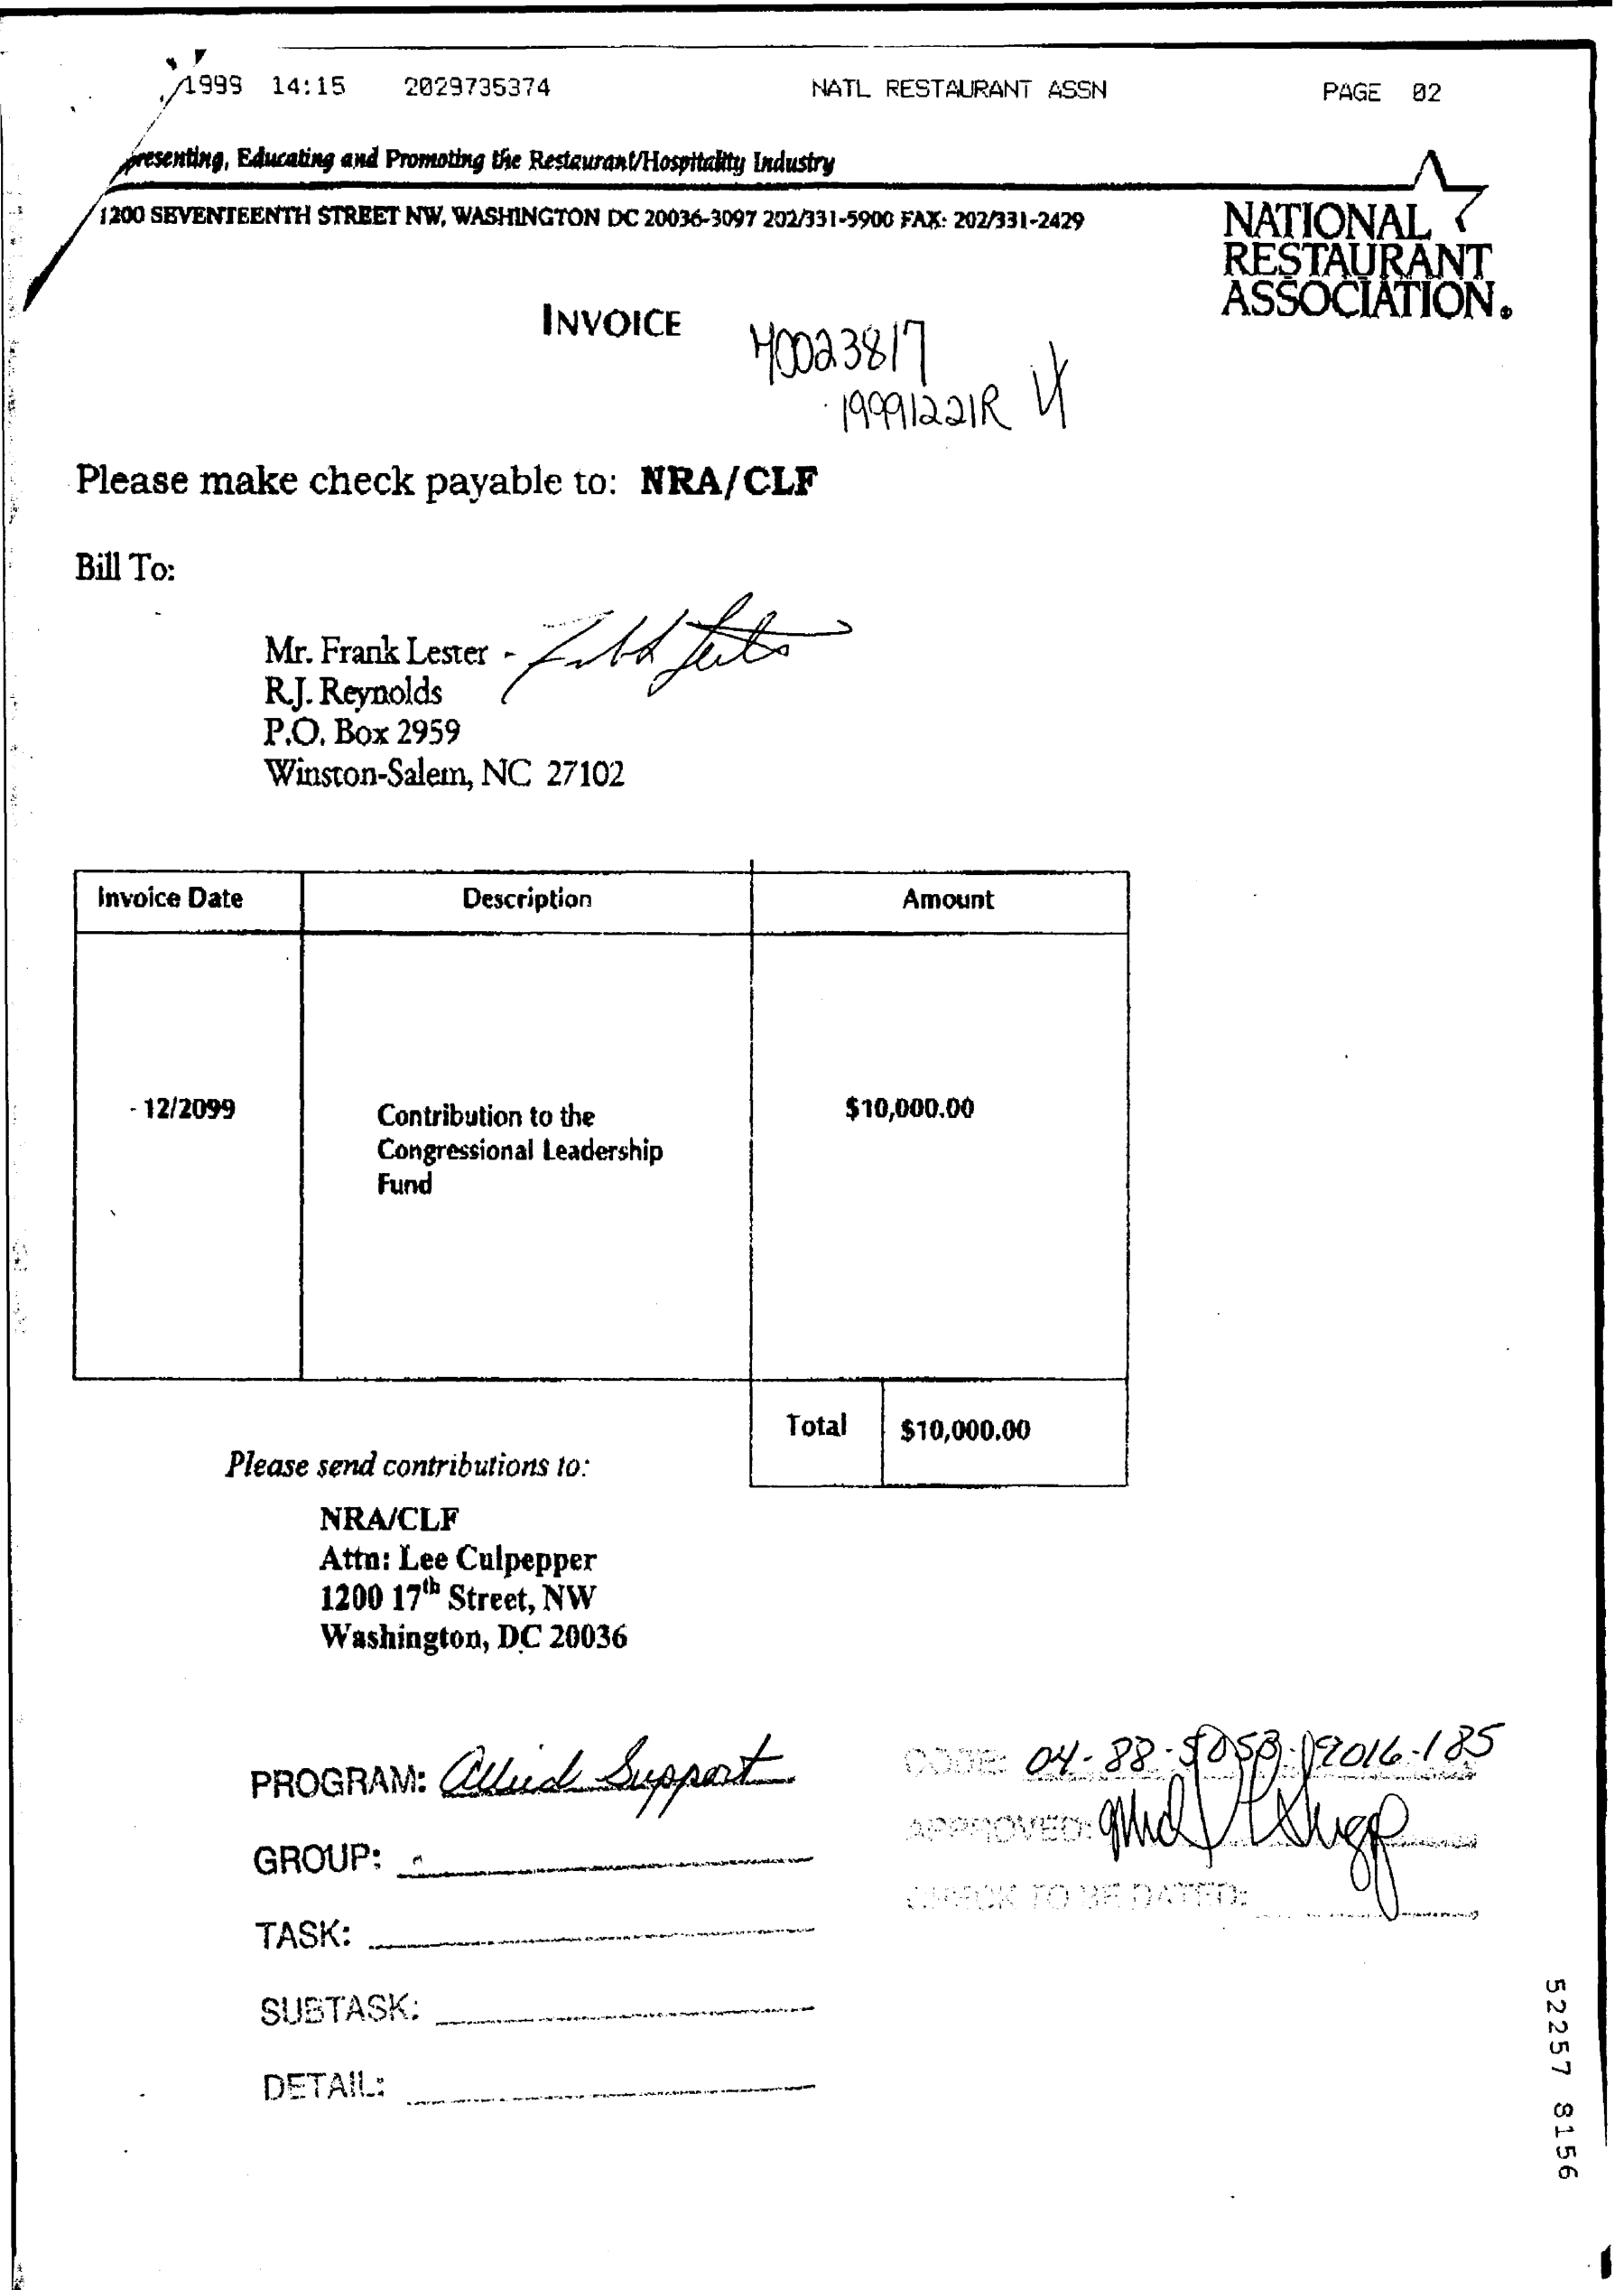 1999 14:15 2029735374 NATL RESTAURANT ASSN PAGE 02
presenting, Educating and Promoting the Restaurant/Hospitality Industry
1200 SEVENTEENTH STREET NW, WASHINGTON DC 20036-3097 202/331-5900 FAX: 202/331-2429
NATIONAL
RESTAURANT
ASSOCIATION.
INVOICE
40023817
19991221R
Please make check payable to: NRA/CLF
Bill To:
Mr. Frank Lester -
R.J. Reynolds
P.O. Box 2959
Winston-Salem, NC 27102
Invoice Date Description Amount
- 12/2099 Contribution to the $10,000.00
Congressional Leadership
Fund
Total $10,000.00
Please send contributions to:
NRA/CLF
Attn: Lee Culpepper
1200 17th Street, NW
Washington, DC 20036
PROGRAM: Allied Support
CODE: 04-88-5053-19016-185
APPROVED:
GROUP:
CHECK TO BE DATED:
TASK:
SUBTASK:
DETAIL:
52257 8156